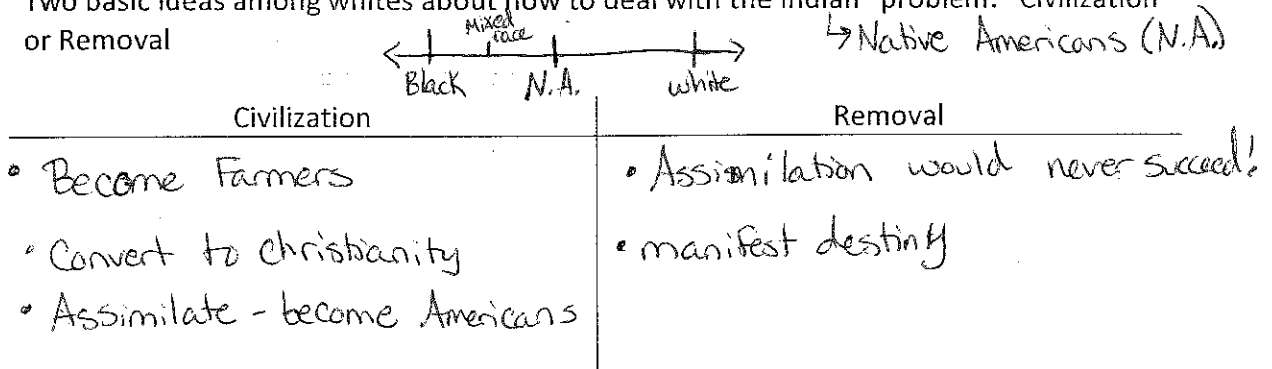 Two basic ideas among whites about how to deal with the Indian "problem:" Civilization
or Removal
Mixed
race
↳ Native Americans (N.A.)
Black N.A. white
Civilization Removal
• Become Farmers
• Assimilation would never succeed!
• Convert to Christianity
• manifest destiny
• Assimilate - become Americans